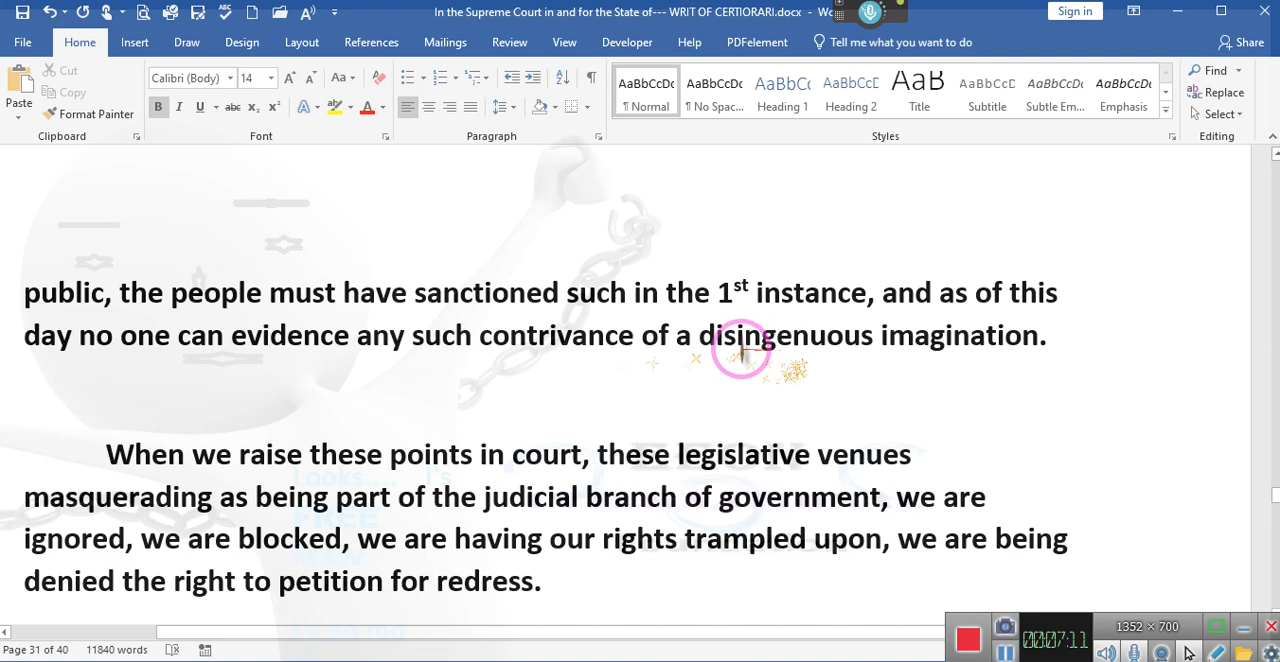 In the Supreme Court in and for the State of--- WRIT OF CERTIORARI.docx - Wo
Sign in
File Home Insert Draw Design Layout References Mailings Review View Developer Help PDFelement Tell me what you want to do Share
Paste
Cut
Copy
Format Painter
Clipboard
Calibri (Body) 14
Font
Paragraph
AaBbCcDc AaBbCcDc AaBbCcDc AaBbCcDc AaB AaBbCcD AaBbCcDc AaBbCcDc
¶ Normal ¶ No Spac... Heading 1 Heading 2 Title Subtitle Subtle Em... Emphasis
Styles
Find
Replace
Select
Editing
public, the people must have sanctioned such in the 1st instance, and as of this
day no one can evidence any such contrivance of a disingenuous imagination.
When we raise these points in court, these legislative venues
masquerading as being part of the judicial branch of government, we are
ignored, we are blocked, we are having our rights trampled upon, we are being
denied the right to petition for redress.
Looks....
FREE
Page 31 of 40 11840 words
1352 × 700
00:07:11